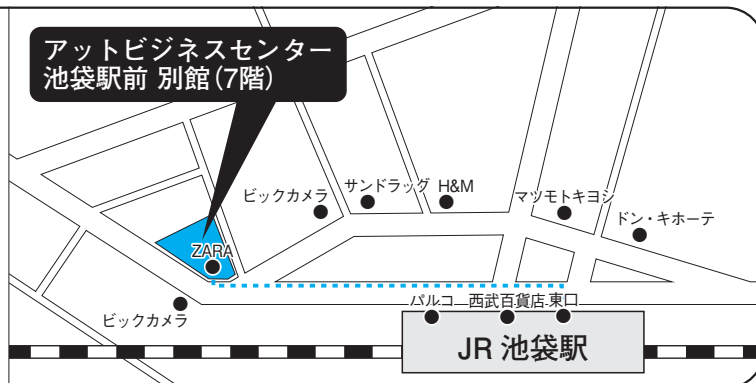 アットビジネスセンター
池袋駅前 別館(7階)
ビックカメラ
サンドラッグ
H&M
マツモトキヨシ
ドン・キホーテ
ZARA
ビックカメラ
パルコ
西武百貨店
東口
JR 池袋駅